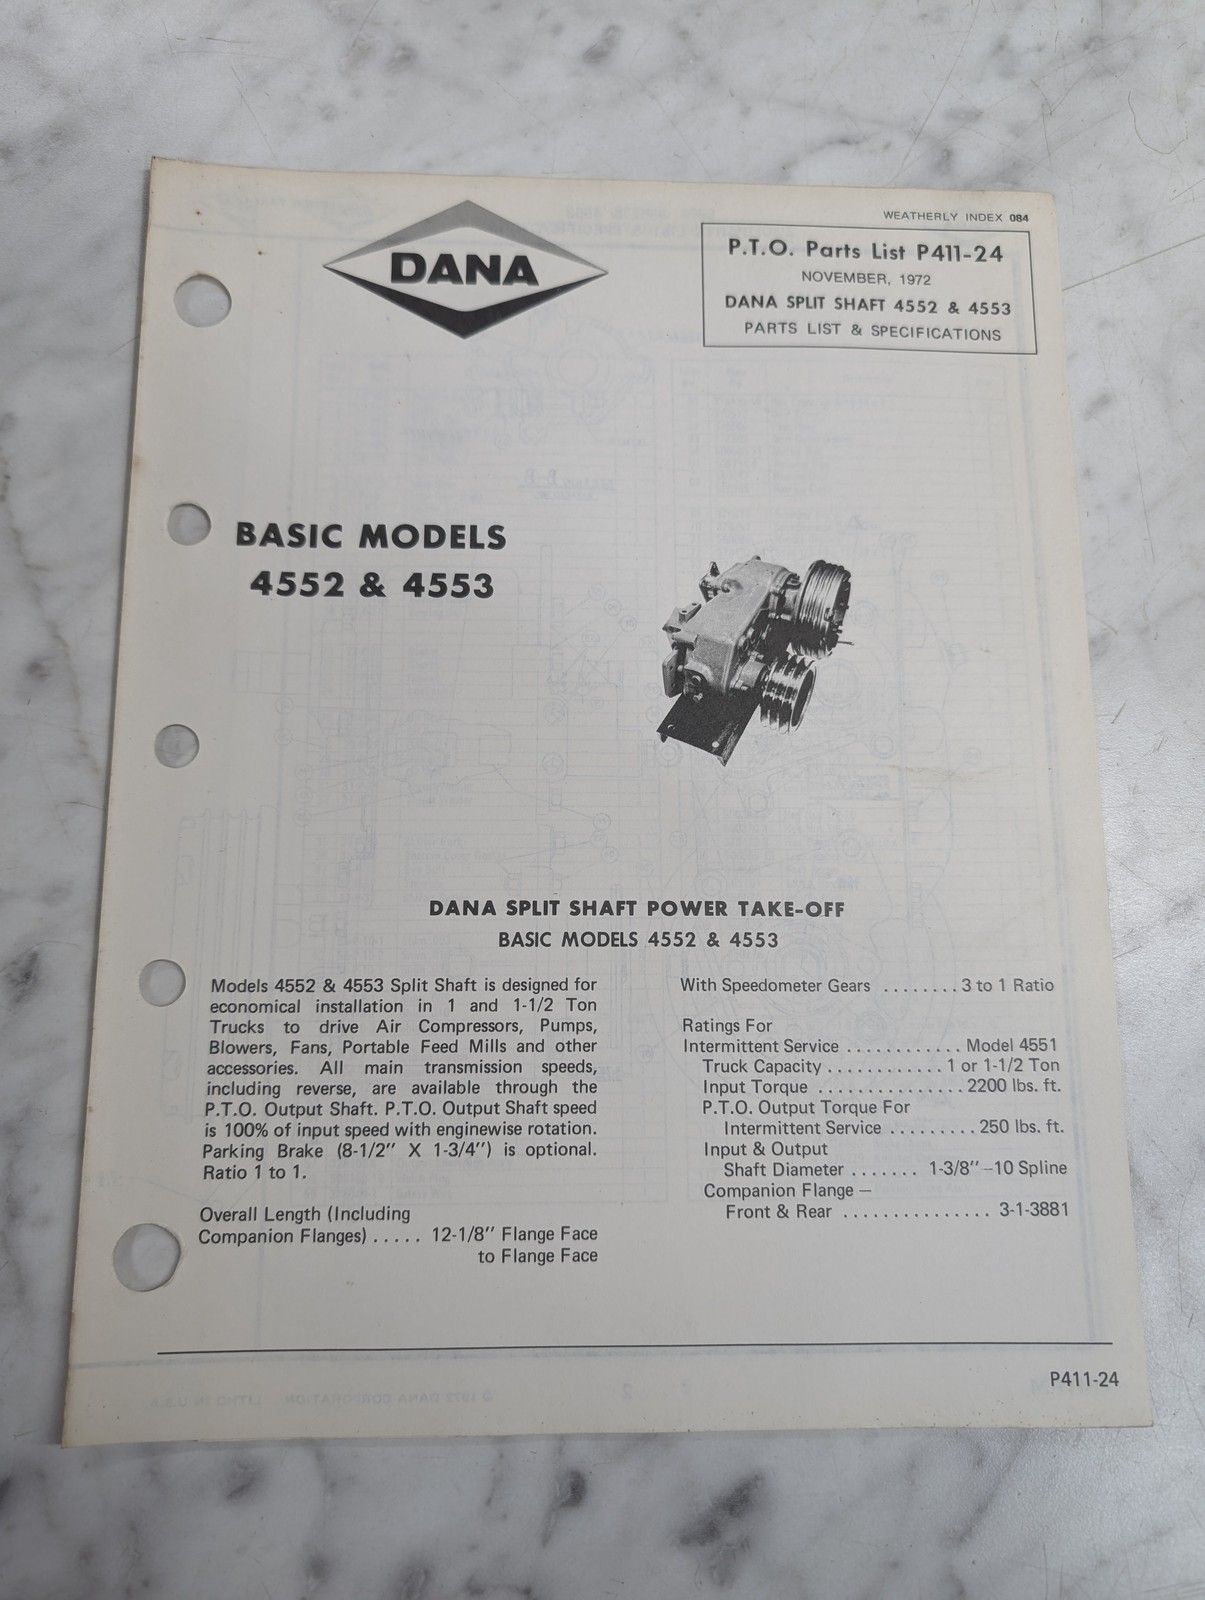 WEATHERLY INDEX 084
DANA
P.T.O. Parts List P411-24
NOVEMBER, 1972
DANA SPLIT SHAFT 4552 & 4553
PARTS LIST & SPECIFICATIONS
BASIC MODELS
4552 & 4553
DANA SPLIT SHAFT POWER TAKE-OFF
BASIC MODELS 4552 & 4553
Models 4552 & 4553 Split Shaft is designed for
economical installation in 1 and 1-1/2 Ton
Trucks to drive Air Compressors, Pumps,
Blowers, Fans, Portable Feed Mills and other
accessories. All main transmission speeds,
including reverse, are available through the
P.T.O. Output Shaft. P.T.O. Output Shaft speed
is 100% of input speed with enginewise rotation.
Parking Brake (8-1/2" X 1-3/4") is optional.
Ratio 1 to 1.
Overall Length (Including
Companion Flanges) ..... 12-1/8" Flange Face
to Flange Face
With Speedometer Gears ........ 3 to 1 Ratio
Ratings For
Intermittent Service ............ Model 4551
Truck Capacity ............ 1 or 1-1/2 Ton
Input Torque ............... 2200 lbs. ft.
P.T.O. Output Torque For
Intermittent Service ......... 250 lbs. ft.
Input & Output
Shaft Diameter ....... 1-3/8"-10 Spline
Companion Flange —
Front & Rear ............... 3-1-3881
P411-24